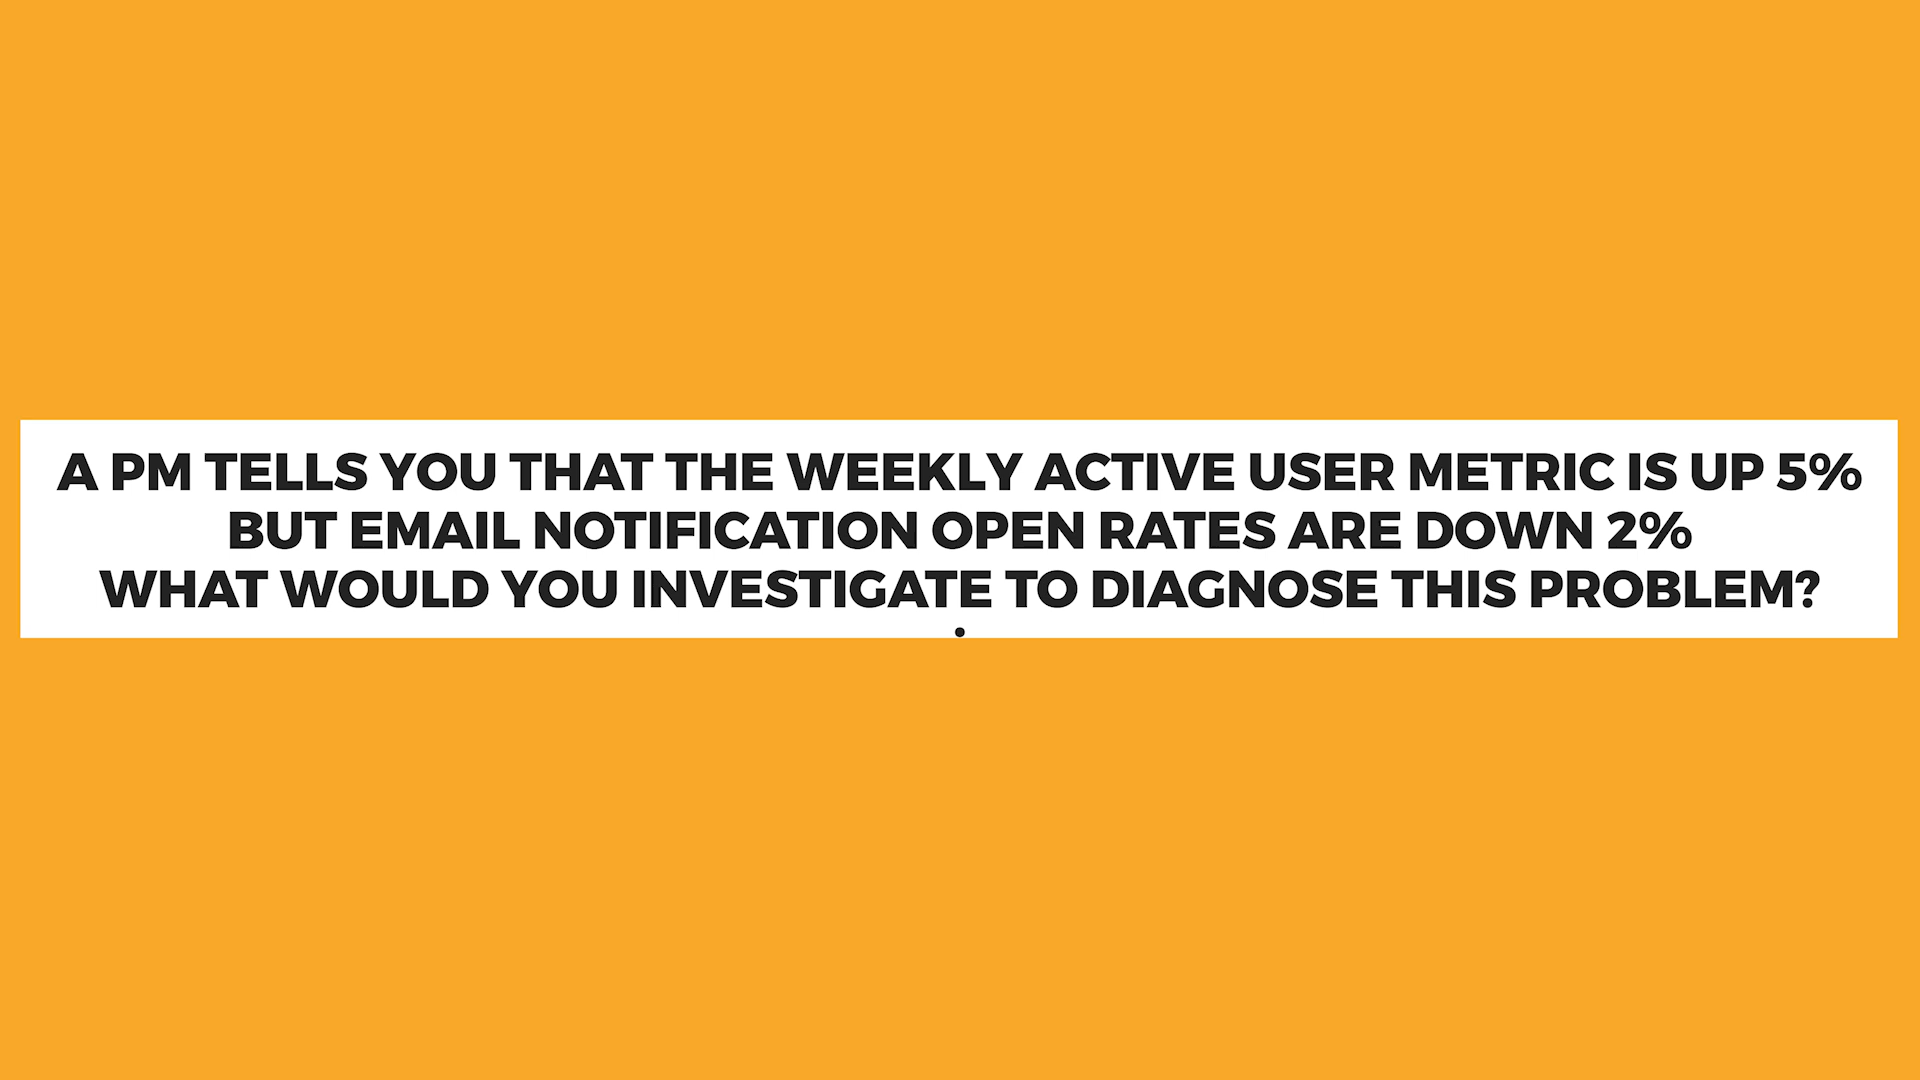 A PM TELLS YOU THAT THE WEEKLY ACTIVE USER METRIC IS UP 5%
BUT EMAIL NOTIFICATION OPEN RATES ARE DOWN 2%
WHAT WOULD YOU INVESTIGATE TO DIAGNOSE THIS PROBLEM?
.